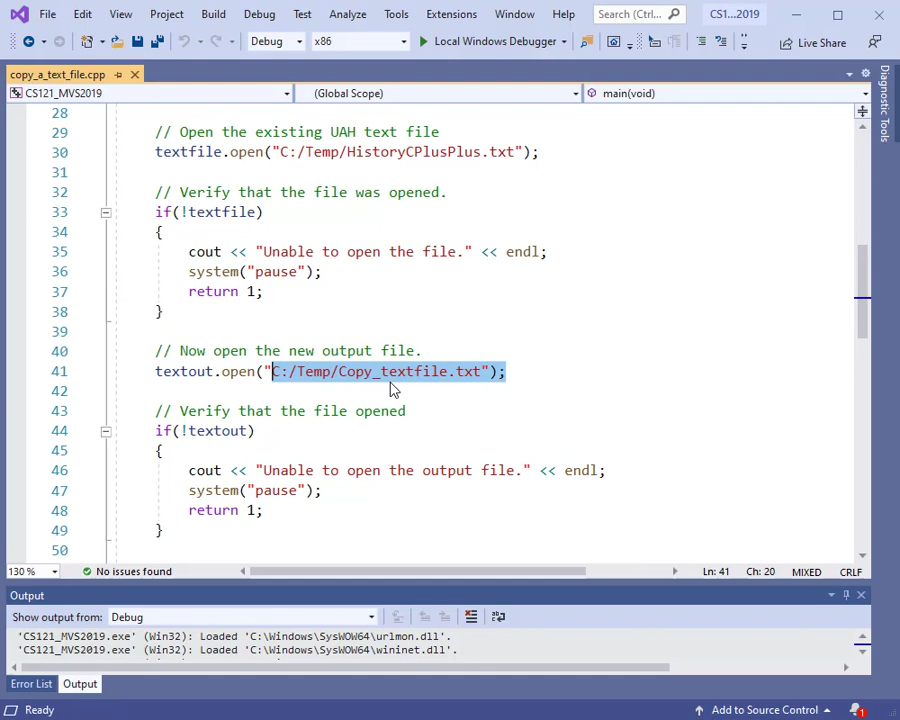 File Edit View Project Build Debug Test Analyze Tools Extensions Window Help Search (Ctrl... CS1...2019
Debug x86 Local Windows Debugger Live Share
copy_a_text_file.cpp
CS121_MVS2019 (Global Scope) main(void)
Diagnostic Tools
28
29 // Open the existing UAH text file
30 textfile.open("C:/Temp/HistoryCPlusPlus.txt");
31
32 // Verify that the file was opened.
33 if(!textfile)
34 {
35 cout << "Unable to open the file." << endl;
36 system("pause");
37 return 1;
38 }
39
40 // Now open the new output file.
41 textout.open("C:/Temp/Copy_textfile.txt");
42
43 // Verify that the file opened
44 if(!textout)
45 {
46 cout << "Unable to open the output file." << endl;
47 system("pause");
48 return 1;
49 }
50
130 % No issues found Ln: 41 Ch: 20 MIXED CRLF
Output
Show output from: Debug
'CS121_MVS2019.exe' (Win32): Loaded 'C:\Windows\SysWOW64\urlmon.dll'.
'CS121_MVS2019.exe' (Win32): Loaded 'C:\Windows\SysWOW64\wininet.dll'.
Error List Output
Ready Add to Source Control 1